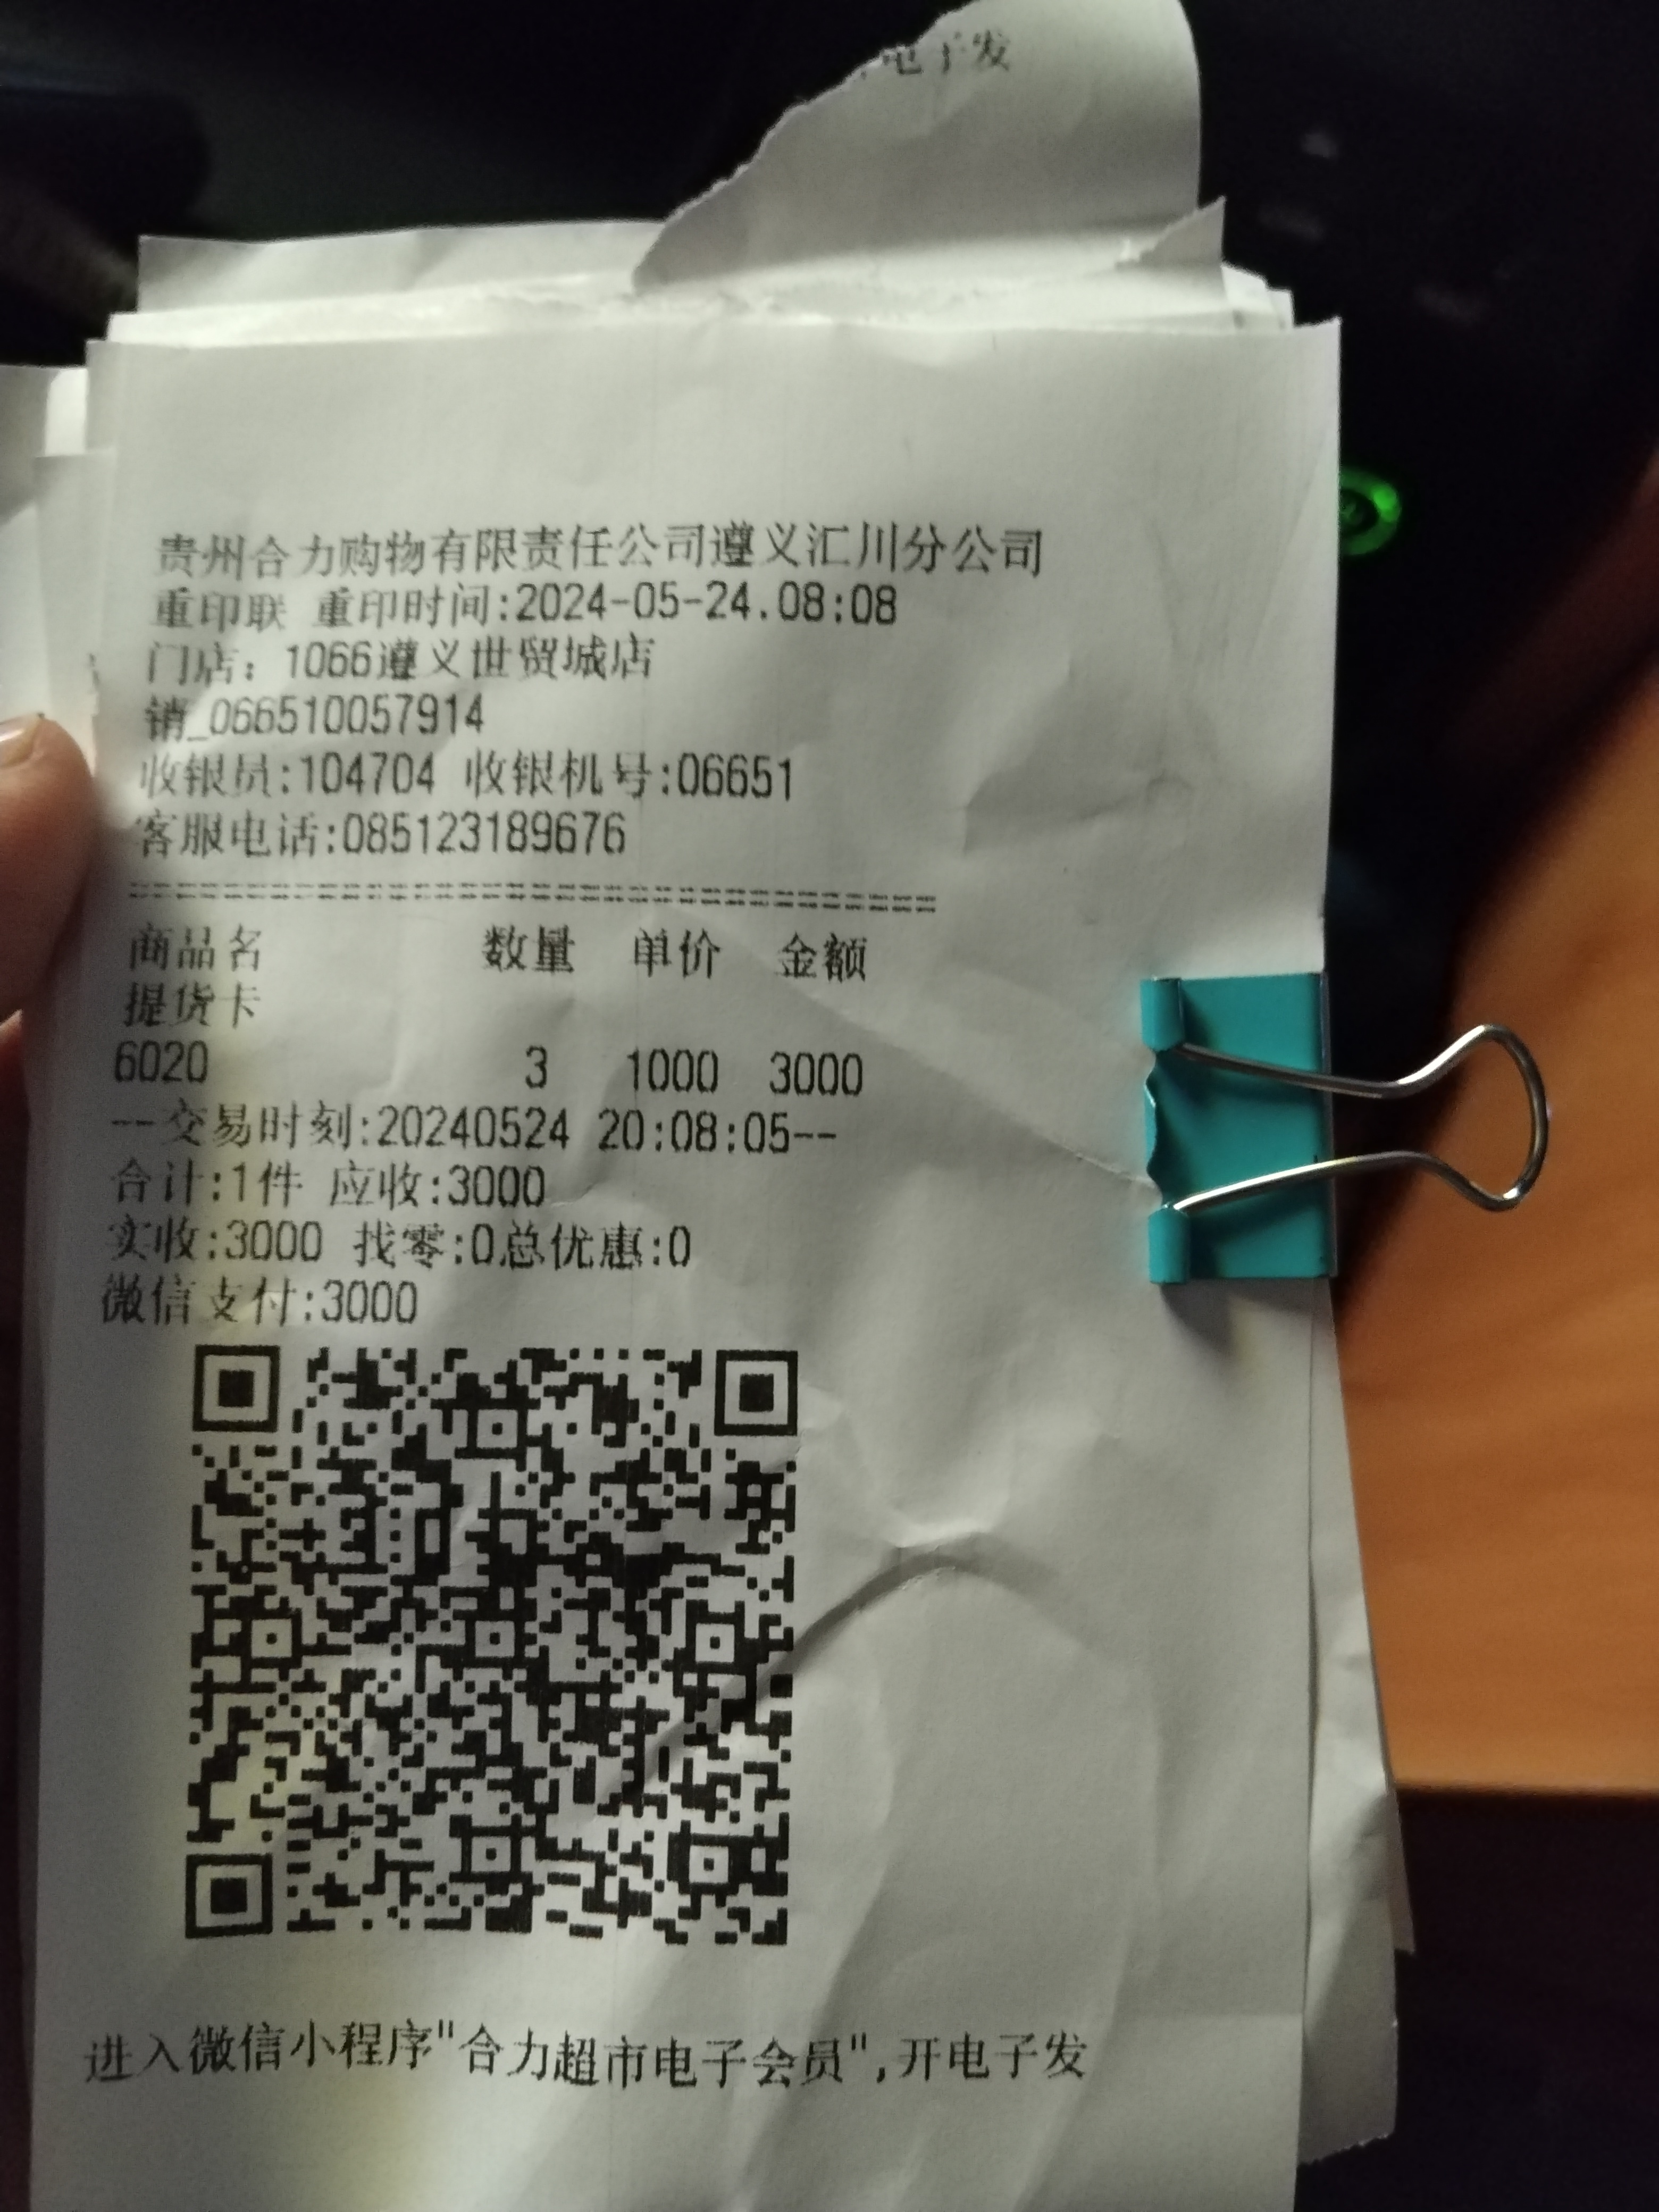 电子发
贵州合力购物有限责任公司遵义汇川分公司
重印联 重印时间:2024-05-24.08:08
门店: 1066遵义世贸城店
销_066510057914
收银员:104704 收银机号:06651
客服电话:085123189676
商品名 数量 单价 金额
提货卡
6020 3 1000 3000
--交易时刻:20240524 20:08:05--
合计:1件 应收:3000
实收:3000 找零:0总优惠:0
微信支付:3000
进入微信小程序"合力超市电子会员",开电子发